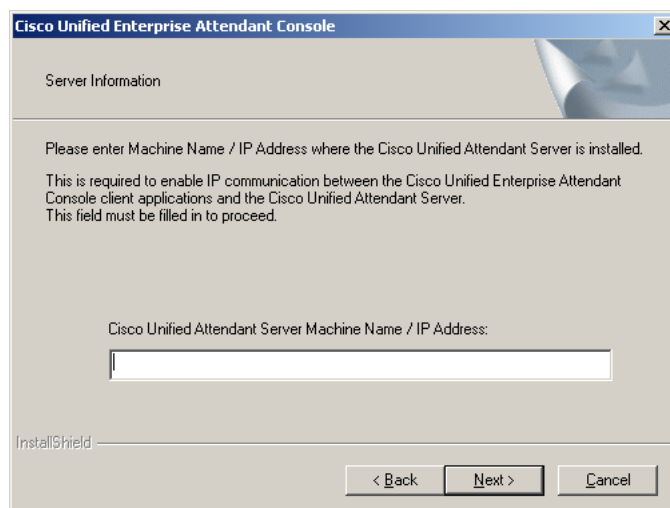 Cisco Unified Enterprise Attendant Console
Server Information
Please enter Machine Name / IP Address where the Cisco Unified Attendant Server is installed.
This is required to enable IP communication between the Cisco Unified Enterprise Attendant
Console client applications and the Cisco Unified Attendant Server.
This field must be filled in to proceed.
Cisco Unified Attendant Server Machine Name / IP Address:
InstallShield
< Back Next > Cancel